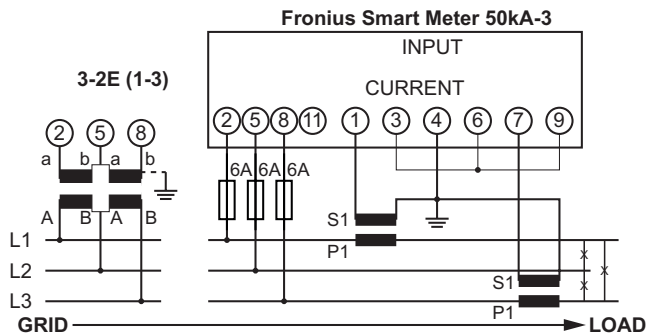 Fronius Smart Meter 50kA-3
INPUT
CURRENT
3-2E (1-3)
2 5 8
2 5 8 11 1 3 4 6 7 9
a b a b
6A 6A 6A
A B A B
S1
L1
P1
L2
S1
L3
P1
x
x
x
GRID LOAD